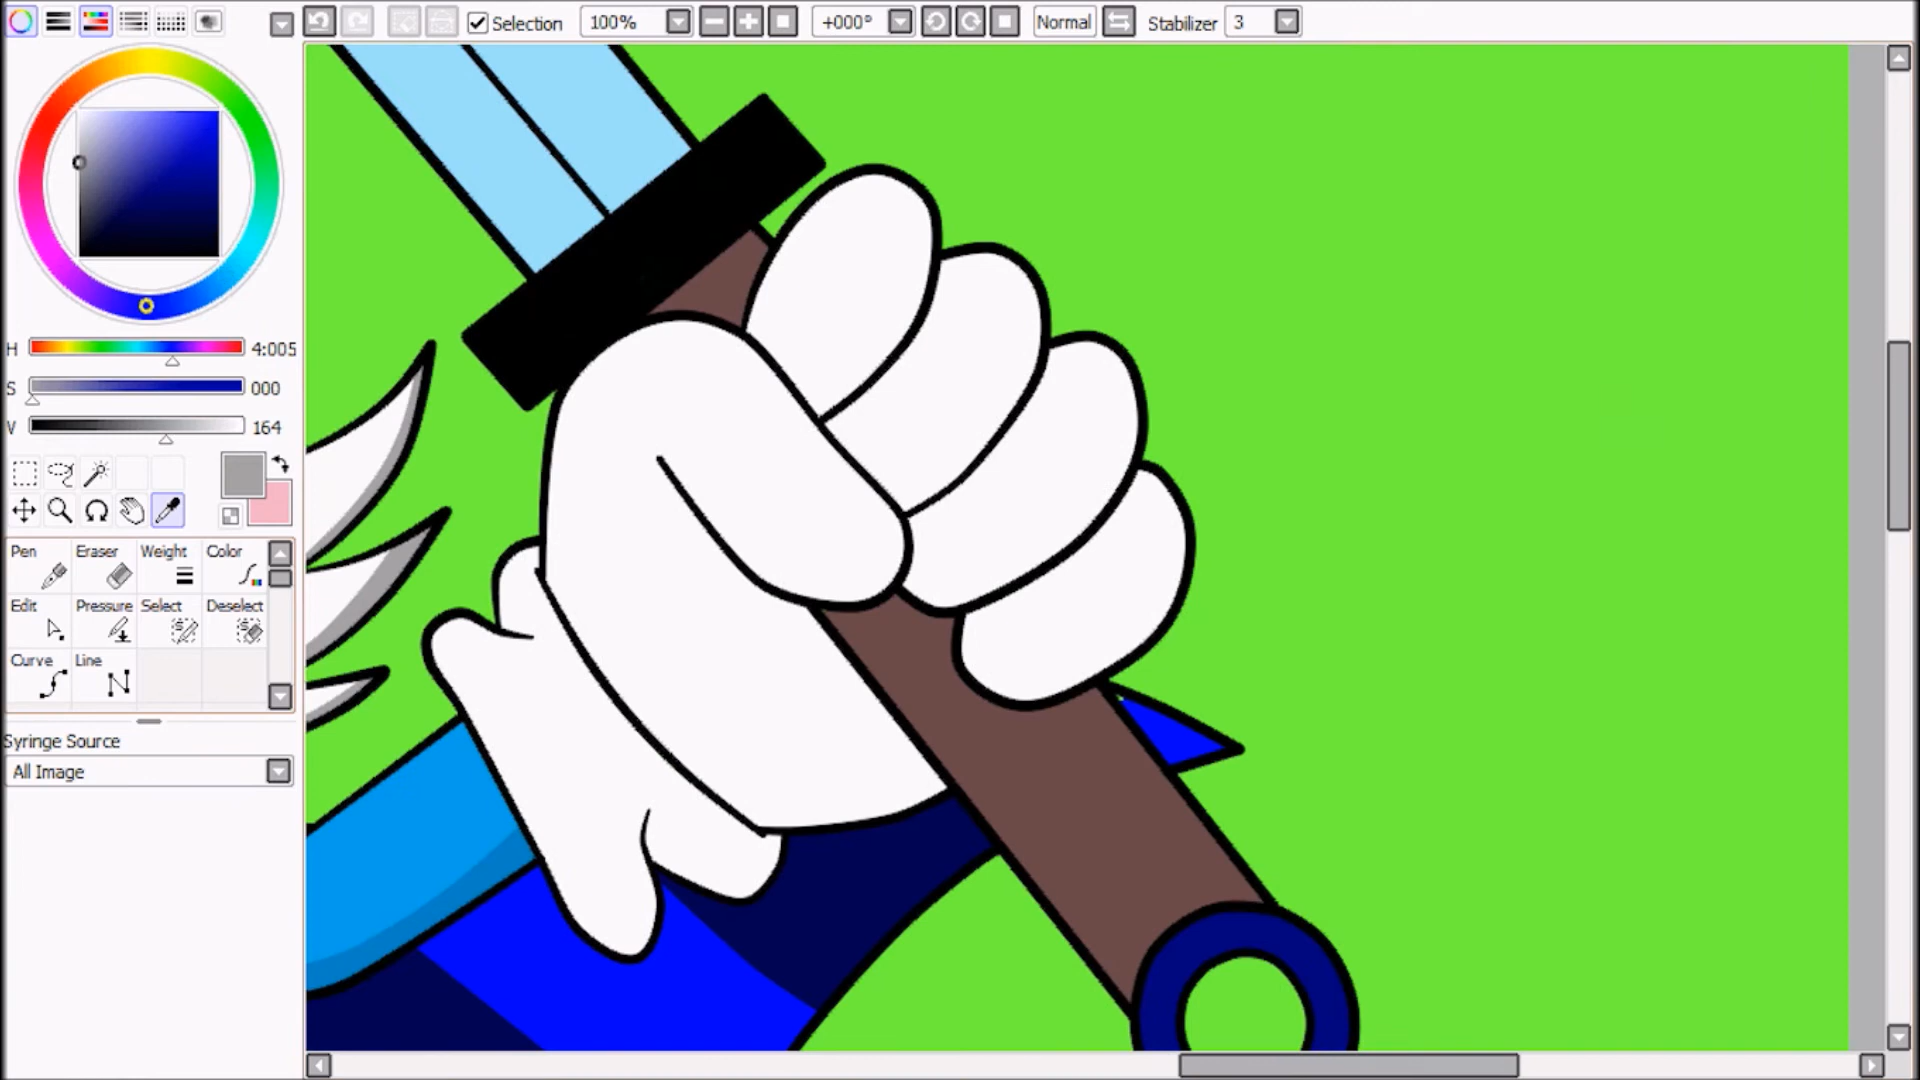 Selection 100% +000° Normal Stabilizer 3
H 4:005
S 000
V 164
Pen Eraser Weight Color
Edit Pressure Select Deselect
Curve Line
Syringe Source
All Image